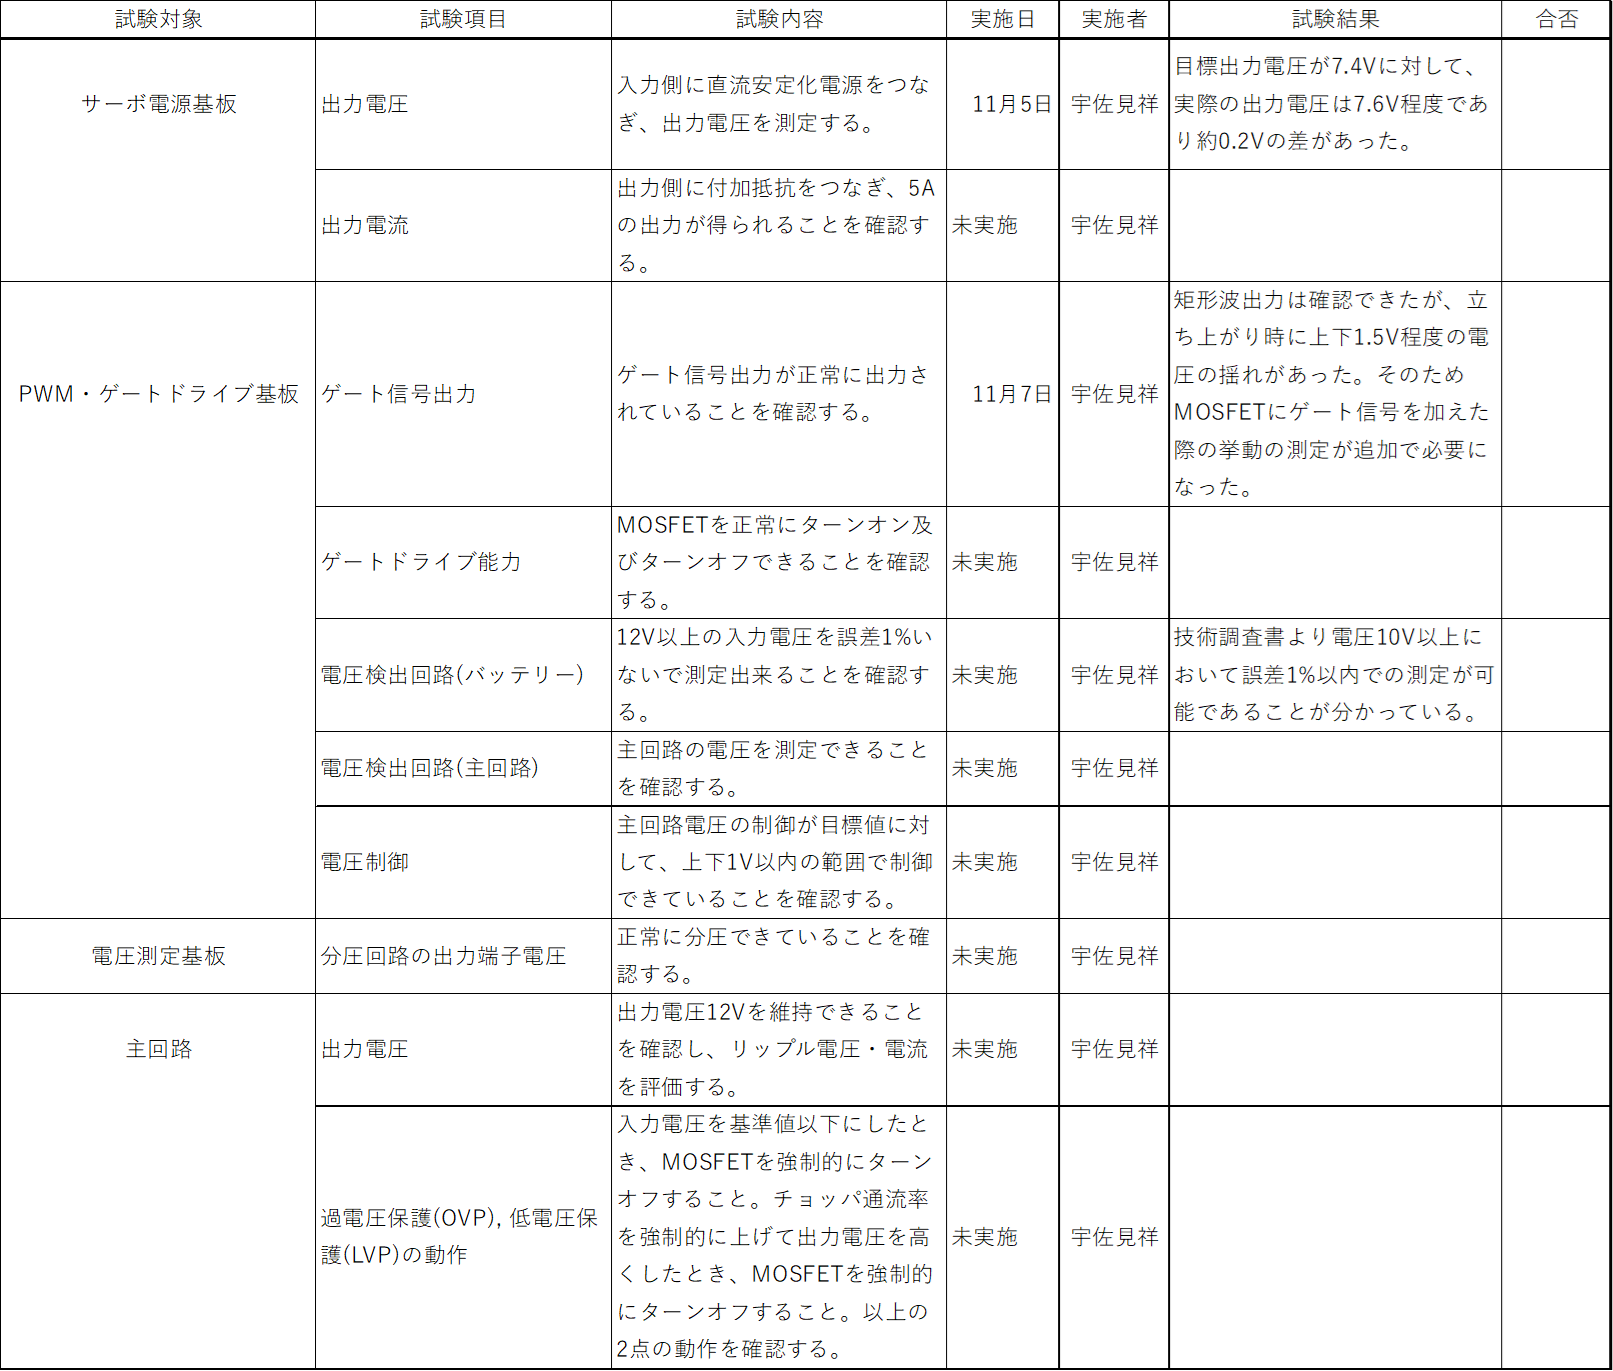 試験対象 試験項目 試験内容 実施日 実施者 試験結果 合否
サーボ電源基板
出力電圧
入力側に直流安定化電源をつな
ぎ、出力電圧を測定する。
11月5日
宇佐見祥
目標出力電圧が7.4Vに対して、
実際の出力電圧は7.6V程度であ
り約0.2Vの差があった。
出力電流
出力側に付加抵抗をつなぎ、5A
の出力が得られることを確認す
る。
未実施
宇佐見祥
PWM・ゲートドライブ基板
ゲート信号出力
ゲート信号出力が正常に出力さ
れていることを確認する。
11月7日
宇佐見祥
矩形波出力は確認できたが、立
ち上がり時に上下1.5V程度の電
圧の揺れがあった。そのため
MOSFETにゲート信号を加えた
際の挙動の測定が追加で必要に
なった。
ゲートドライブ能力
MOSFETを正常にターンオン及
びターンオフできることを確認
する。
未実施
宇佐見祥
電圧検出回路(バッテリー)
12V以上の入力電圧を誤差1%い
ないで測定出来ることを確認す
る。
未実施
宇佐見祥
技術調査書より電圧10V以上に
おいて誤差1%以内での測定が可
能であることが分かっている。
電圧検出回路(主回路)
主回路の電圧を測定できること
を確認する。
未実施
宇佐見祥
電圧制御
主回路電圧の制御が目標値に対
して、上下1V以内の範囲で制御
できていることを確認する。
未実施
宇佐見祥
電圧測定基板
分圧回路の出力端子電圧
正常に分圧できていることを確
認する。
未実施
宇佐見祥
主回路
出力電圧
出力電圧12Vを維持できること
を確認し、リップル電圧・電流
を評価する。
未実施
宇佐見祥
過電圧保護(OVP), 低電圧保
護(LVP)の動作
入力電圧を基準値以下にしたと
き、MOSFETを強制的にターン
オフすること。チョッパ通流率
を強制的に上げて出力電圧を高
くしたとき、MOSFETを強制的
にターンオフすること。以上の
2点の動作を確認する。
未実施
宇佐見祥